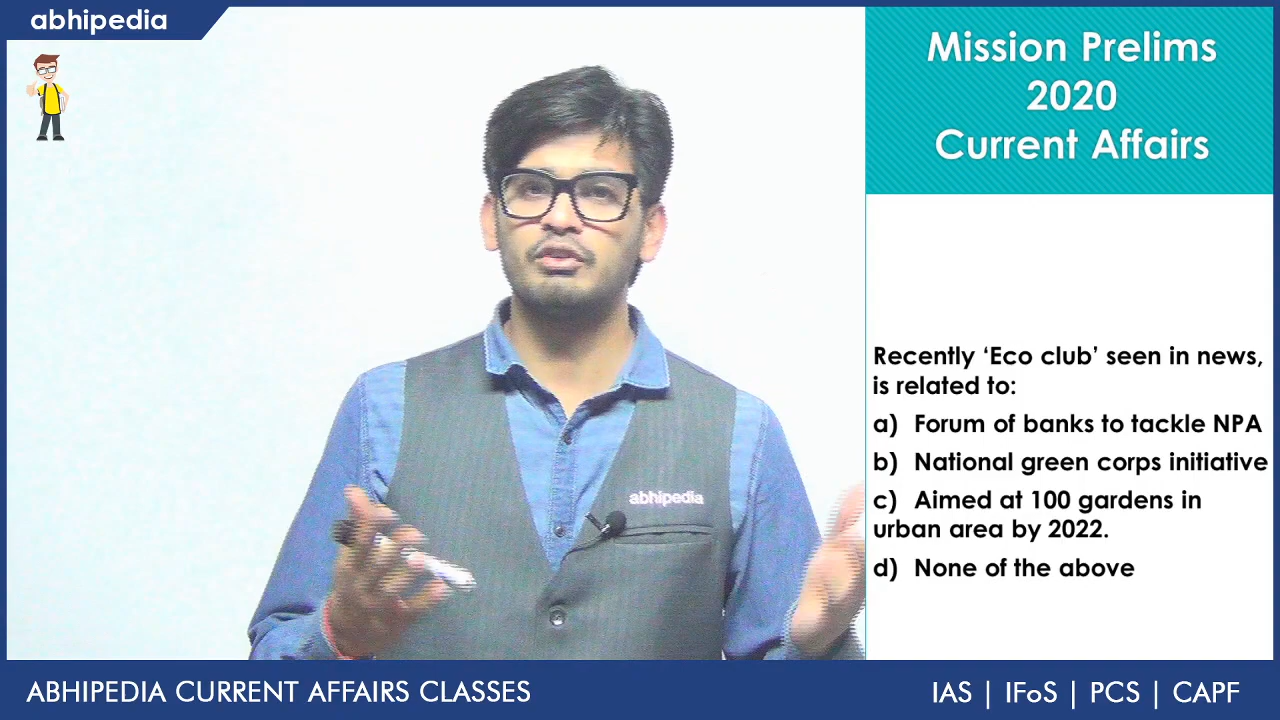 abhipedia
Mission Prelims
2020
Current Affairs
abhipedia
Recently ‘Eco club’ seen in news,
is related to:
a) Forum of banks to tackle NPA
b) National green corps initiative
c) Aimed at 100 gardens in
urban area by 2022.
d) None of the above
ABHIPEDIA CURRENT AFFAIRS CLASSES
IAS | IFoS | PCS | CAPF